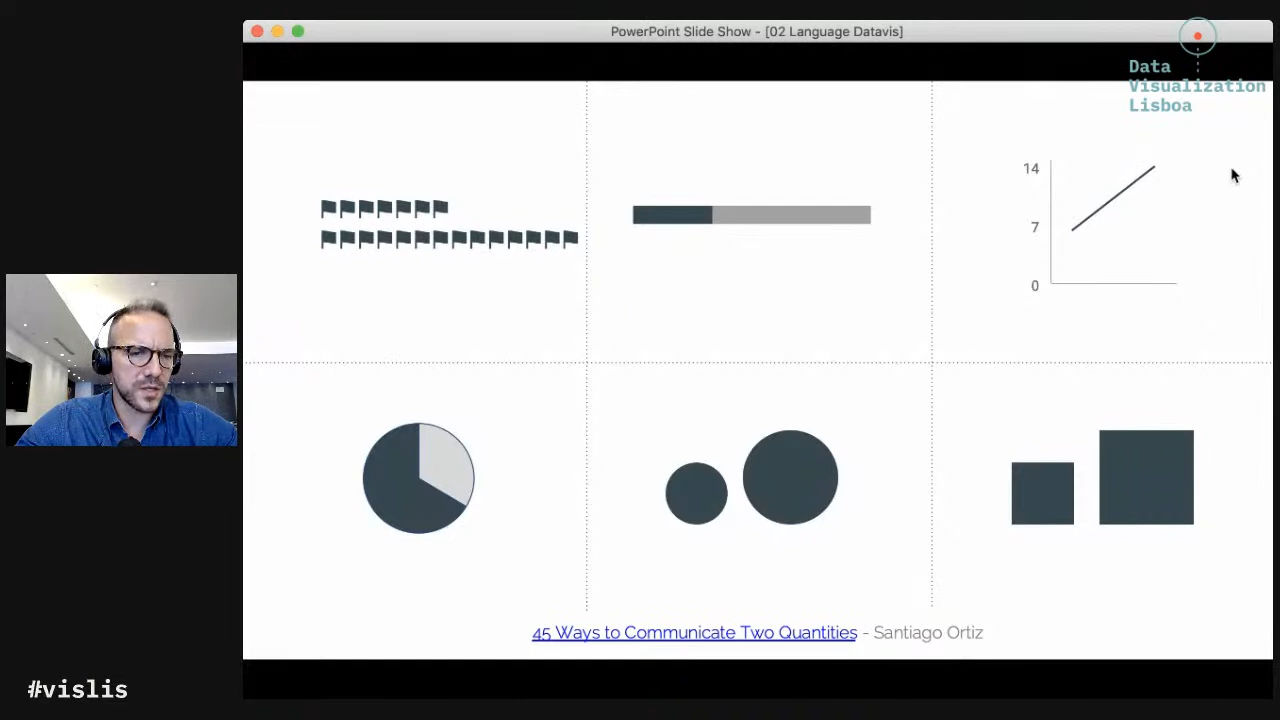 PowerPoint Slide Show - [02 Language Datavis]
Data
Visualization
Lisboa
14
7
0
45 Ways to Communicate Two Quantities - Santiago Ortiz
#vislis